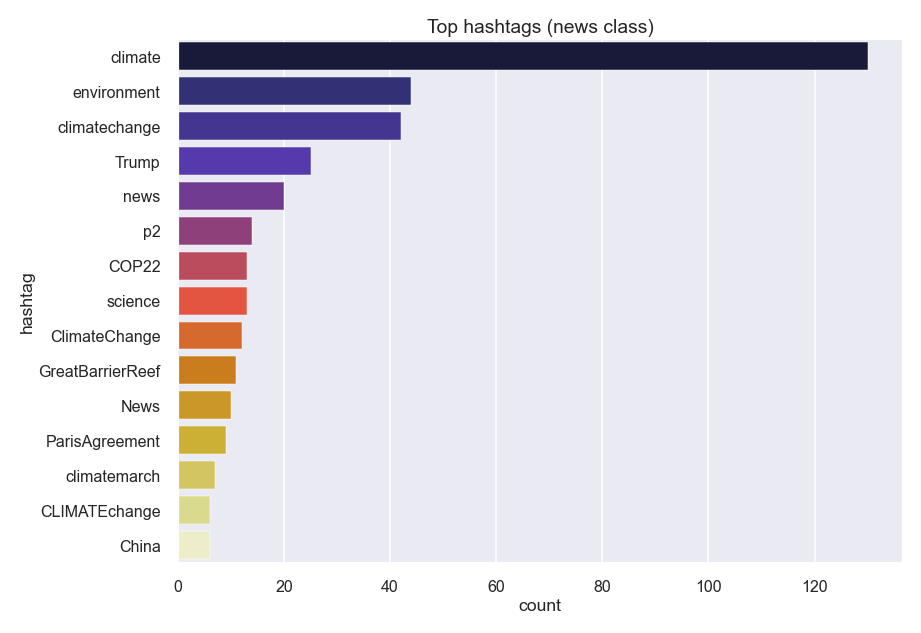 Top hashtags (news class)
climate
environment
climatechange
Trump
news
p2
COP22
science
ClimateChange
GreatBarrierReef
News
ParisAgreement
climatemarch
CLIMATEchange
China
hashtag
0 20 40 60 80 100 120
count